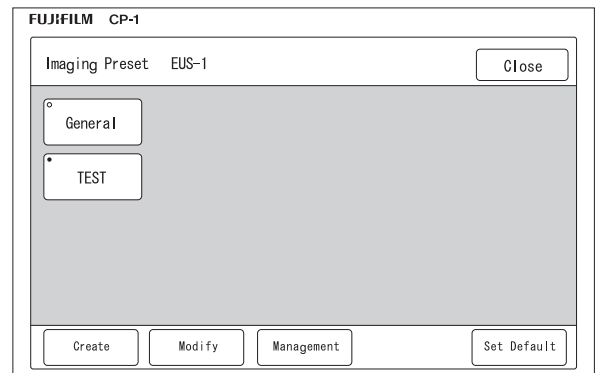 FUJIFILM CP-1
Imaging Preset EUS-1
Close
General
TEST
Create Modify Management Set Default